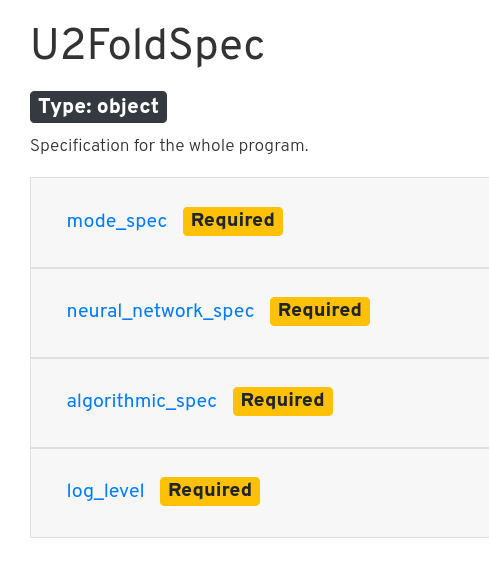 U2FoldSpec
Type: object
Specification for the whole program.
mode_spec Required
neural_network_spec Required
algorithmic_spec Required
log_level Required